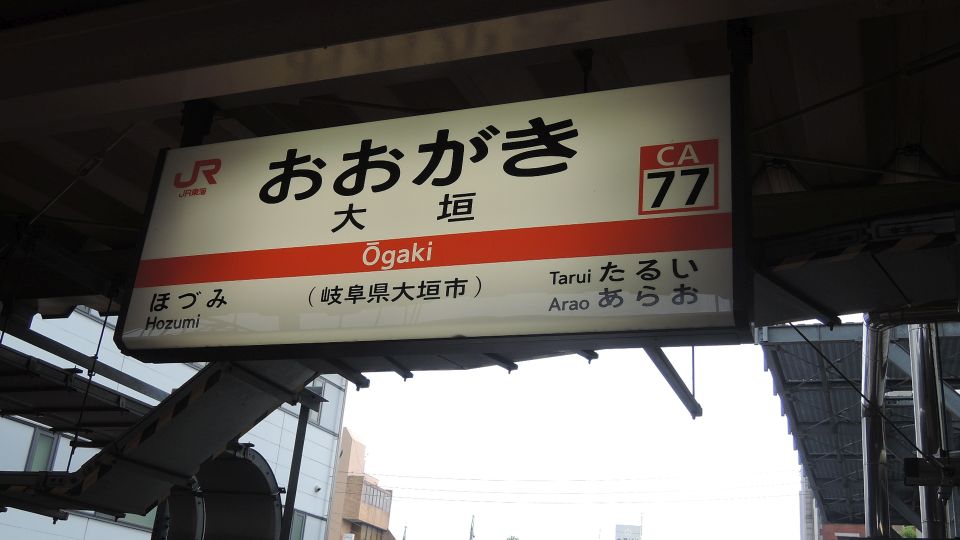 JR
JR東海
おおがき
大垣
CA
77
Ōgaki
ほづみ
Hozumi
（岐阜県大垣市）
Tarui たるい
Arao あらお